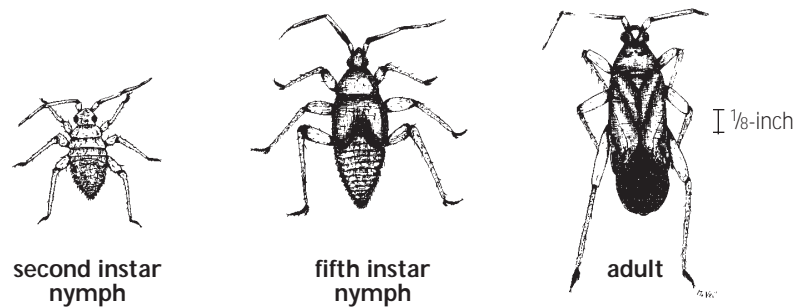 1/8-inch
second instar
nymph
fifth instar
nymph
adult